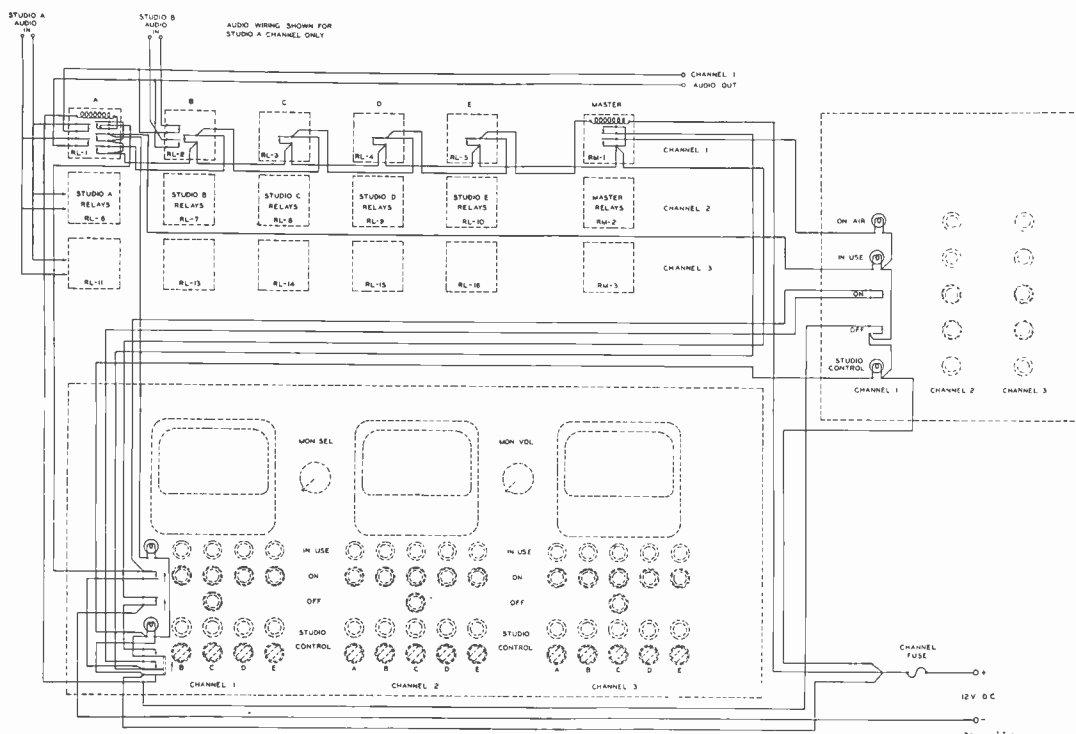 STUDIO A
AUDIO
IN
STUDIO B
AUDIO
IN
AUDIO WIRING SHOWN FOR
STUDIO A CHANNEL ONLY
CHANNEL 1
AUDIO OUT
A
B
C
D
E
MASTER
RL-1
RL-2
RL-3
RL-4
RL-5
RM-1
CHANNEL 1
STUDIO A
RELAYS
RL-6
STUDIO B
RELAYS
RL-7
STUDIO C
RELAYS
RL-8
STUDIO D
RELAYS
RL-9
STUDIO E
RELAYS
RL-10
MASTER
RELAYS
RM-2
CHANNEL 2
RL-11
RL-13
RL-14
RL-15
RL-16
RM-3
CHANNEL 3
ON AIR
IN USE
ON
OFF
STUDIO
CONTROL
CHANNEL 1
CHANNEL 2
CHANNEL 3
MON SEL
MON VOL
IN USE
IN USE
ON
ON
OFF
OFF
STUDIO
CONTROL
STUDIO
CONTROL
B C D E
A B C D E
A B C D E
CHANNEL 1
CHANNEL 2
CHANNEL 3
CHANNEL
FUSE
+
12V DC
-